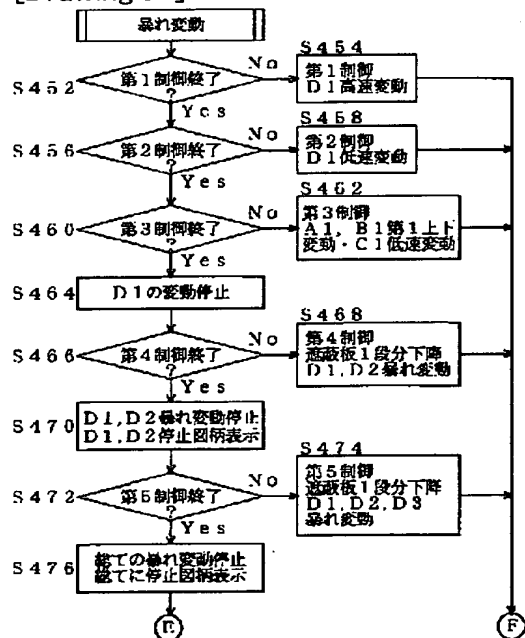 暴れ変動
S454
S452
第1制御終了
?
No
第1制御
D1高速変動
Yes
S458
S456
第2制御終了
?
No
第2制御
D1低速変動
Yes
S462
S460
第3制御終了
?
No
第3制御
A1, B1第1上下
変動・C1低速変動
Yes
S464
D1の変動停止
S468
S466
第4制御終了
?
No
第4制御
遮蔽板1段分下降
D1, D2暴れ変動
Yes
S470
D1, D2暴れ変動停止
D1, D2停止図柄表示
S474
S472
第5制御終了
?
No
第5制御
遮蔽板1段分下降
D1, D2, D3
暴れ変動
Yes
S476
総ての暴れ変動停止
総てに停止図柄表示
E
F